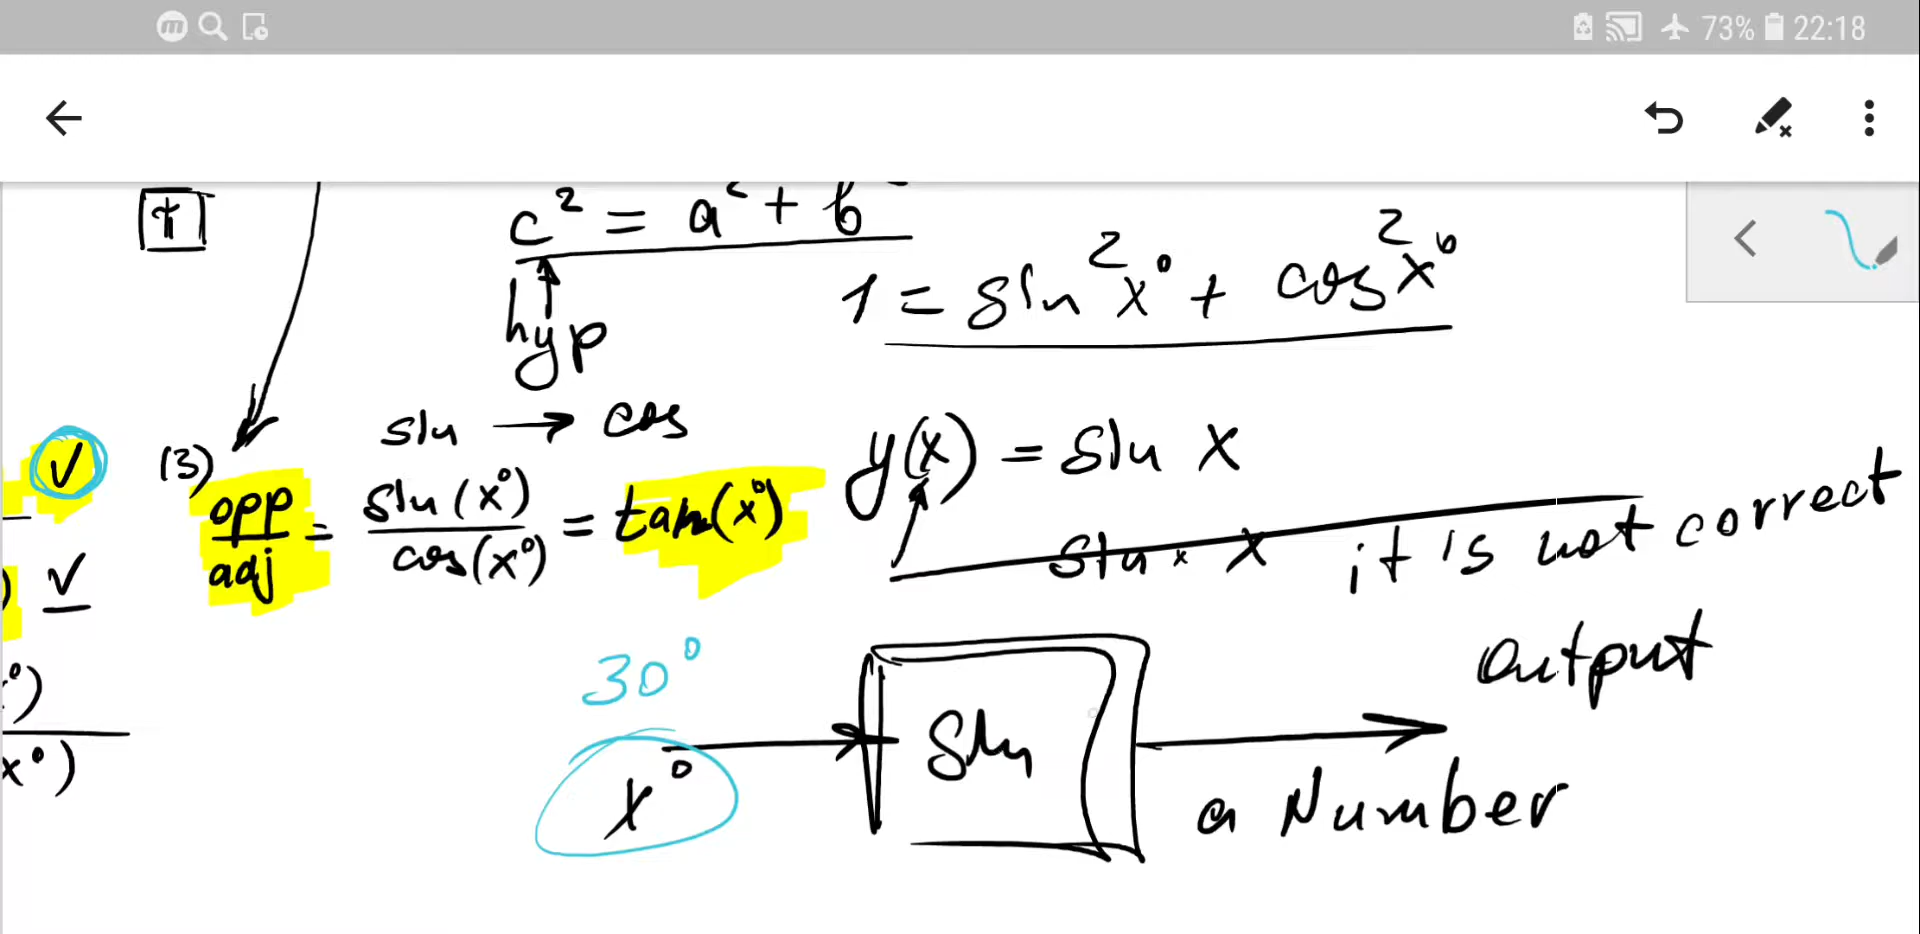 73% 22:18
T
c² = a² + b
hyp
1 = sin² x° + cos² x°
sin → cos
y(x) = sin x
sin × x it is not correct
✓ (3) opp/adj = sin(x°)/cos(x°) = tan(x°)
) ✓
°)
x°)
30°
x° → sin → output
a Number